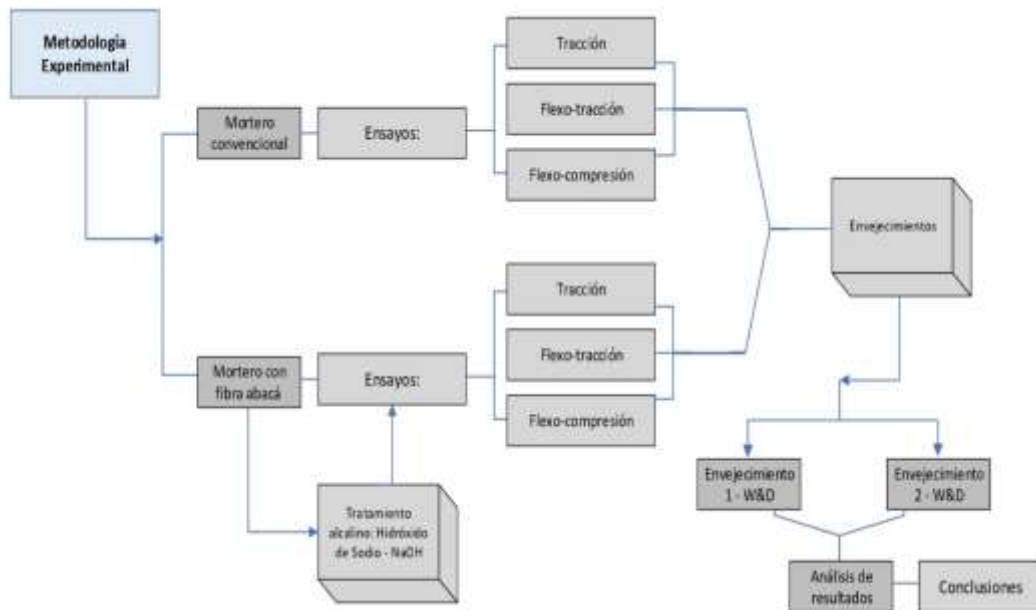 Metodología
Experimental
Mortero
convencional
Ensayos:
Tracción
Flexo-tracción
Flexo-compresión
Envejecimientos
Mortero con
fibra abacá
Ensayos:
Tracción
Flexo-tracción
Flexo-compresión
Tratamiento
alcalino: Hidróxido
de Sodio - NaOH
Envejecimiento
1 - W&D
Envejecimiento
2 - W&D
Análisis de
resultados
Conclusiones